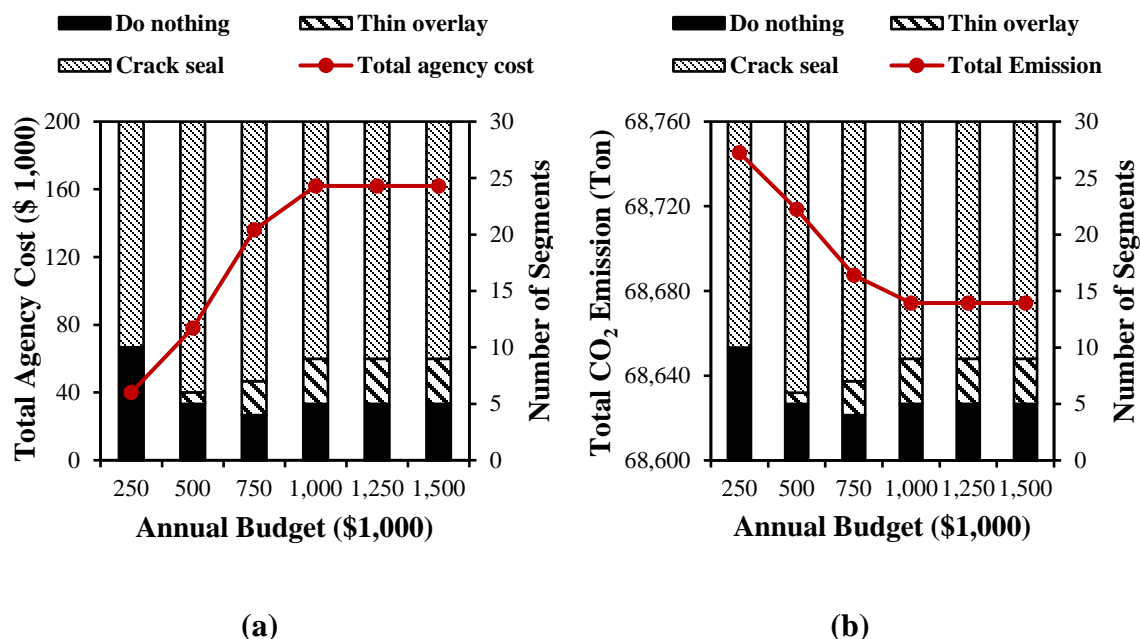 Do nothing
Thin overlay
Crack seal
Total agency cost
Total Agency Cost ($ 1,000)
200
160
120
80
40
0
30
25
20
15
10
5
0
Number of Segments
250 500 750 1,000 1,250 1,500
Annual Budget ($1,000)
(a)
Do nothing
Thin overlay
Crack seal
Total Emission
Total CO2 Emission (Ton)
68,760
68,720
68,680
68,640
68,600
30
25
20
15
10
5
0
Number of Segments
250 500 750 1,000 1,250 1,500
Annual Budget ($1,000)
(b)